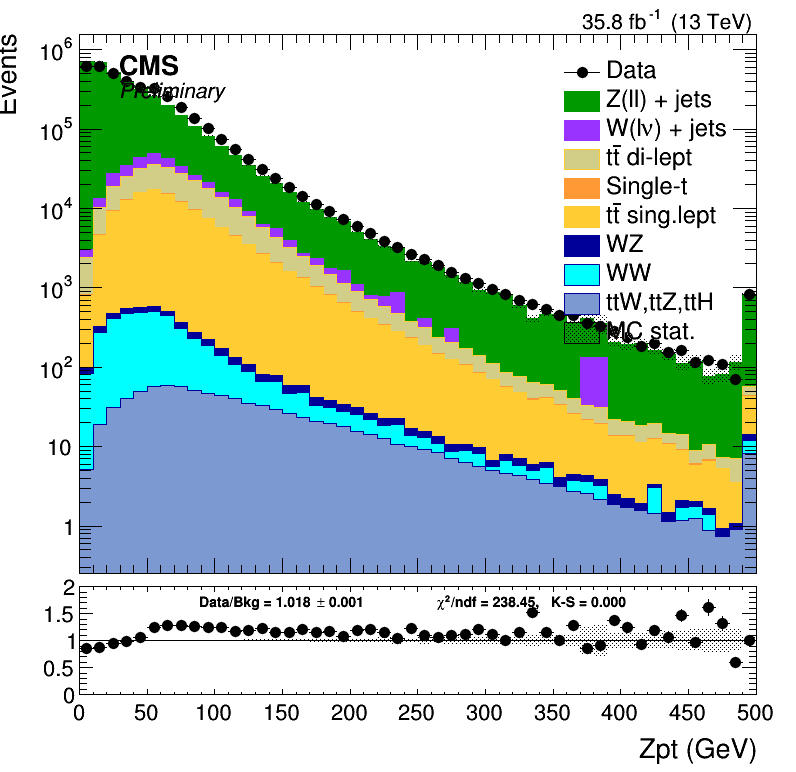 35.8 fb⁻¹ (13 TeV)
Events
10⁶
10⁵
10⁴
10³
10²
10
1
CMS
Preliminary
Data
Z(ll) + jets
W(lν) + jets
tt̄ di-lept
Single-t
tt̄ sing.lept
WZ
WW
ttW,ttZ,ttH
MC stat.
2
1.5
1
0.5
0
Data/Bkg = 1.018 ± 0.001 χ²/ndf = 238.45, K-S = 0.000
0 50 100 150 200 250 300 350 400 450 500
Zpt (GeV)